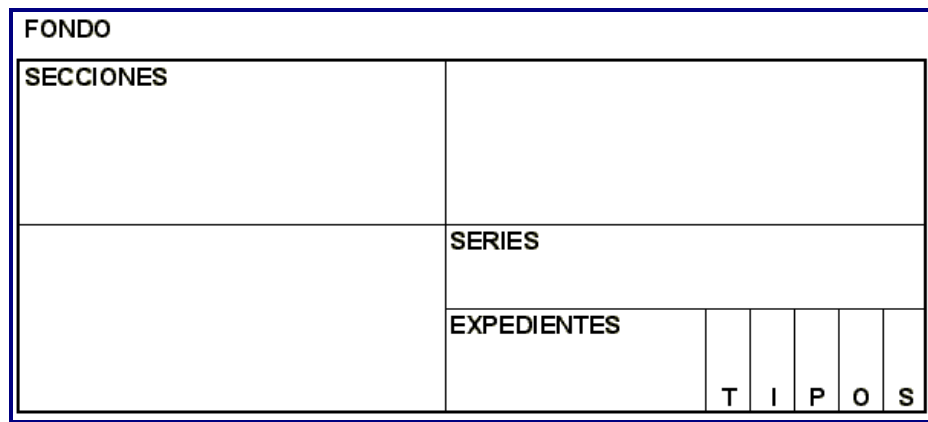 FONDO
SECCIONES
SERIES
EXPEDIENTES
T I P O S